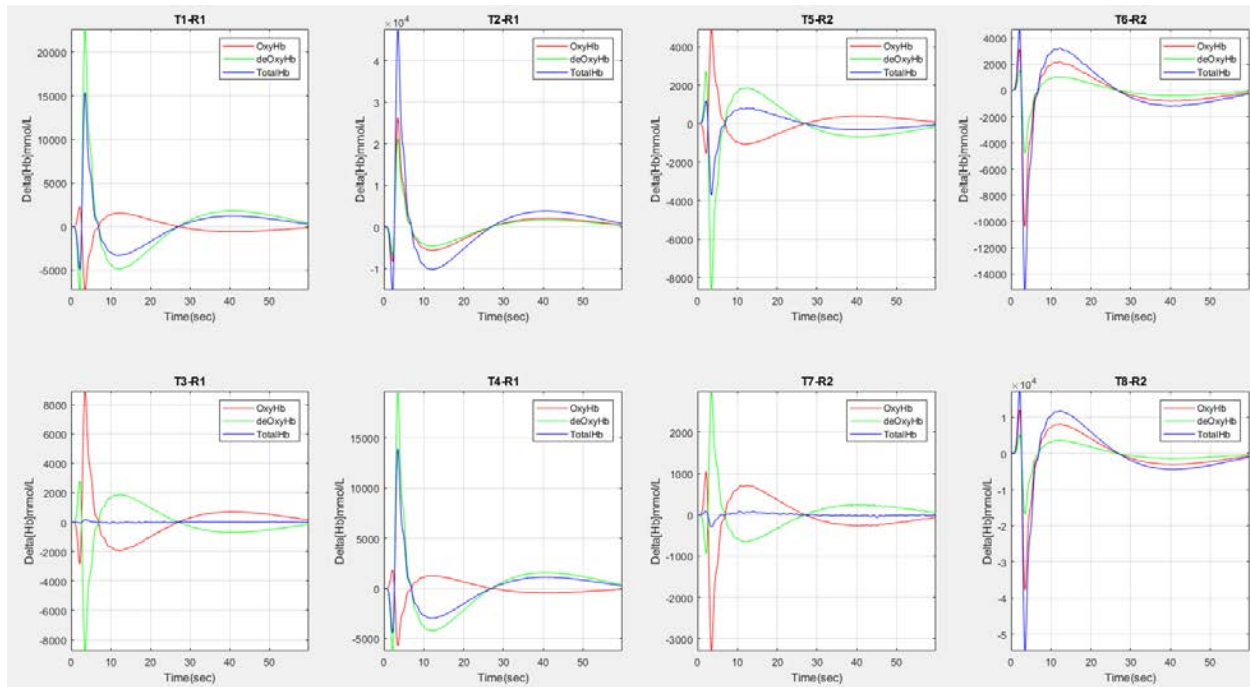 T1-R1
OxyHb
deOxyHb
TotalHb
20000
15000
10000
5000
0
-5000
Delta[Hb]mmol/L
0 10 20 30 40 50
Time(sec)
T2-R1
× 10^4
OxyHb
deOxyHb
TotalHb
4
3
2
1
0
-1
Delta[Hb]mmol/L
0 10 20 30 40 50
Time(sec)
T5-R2
OxyHb
deOxyHb
TotalHb
4000
2000
0
-2000
-4000
-6000
-8000
Delta[Hb]mmol/L
0 10 20 30 40 50
Time(sec)
T6-R2
OxyHb
deOxyHb
TotalHb
4000
2000
0
-2000
-4000
-6000
-8000
-10000
-12000
-14000
Delta[Hb]mmol/L
0 10 20 30 40 50
Time(sec)
T3-R1
OxyHb
deOxyHb
TotalHb
8000
6000
4000
2000
0
-2000
-4000
-6000
-8000
Delta[Hb]mmol/L
0 10 20 30 40 50
Time(sec)
T4-R1
OxyHb
deOxyHb
TotalHb
15000
10000
5000
0
-5000
Delta[Hb]mmol/L
0 10 20 30 40 50
Time(sec)
T7-R2
OxyHb
deOxyHb
TotalHb
2000
1000
0
-1000
-2000
-3000
Delta[Hb]mmol/L
0 10 20 30 40 50
Time(sec)
T8-R2
× 10^4
OxyHb
deOxyHb
TotalHb
1
0
-1
-2
-3
-4
-5
Delta[Hb]mmol/L
0 10 20 30 40 50
Time(sec)